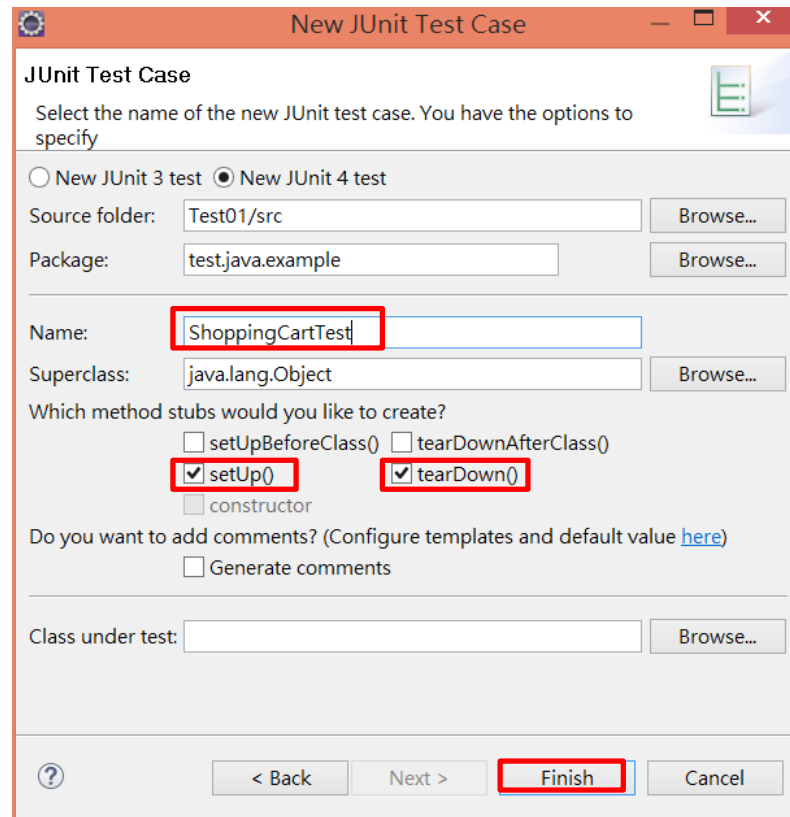 New JUnit Test Case
JUnit Test Case
Select the name of the new JUnit test case. You have the options to
specify
New JUnit 3 test New JUnit 4 test
Source folder: Test01/src Browse...
Package: test.java.example Browse...
Name: ShoppingCartTest
Superclass: java.lang.Object Browse...
Which method stubs would you like to create?
setUpBeforeClass() tearDownAfterClass()
setUp() tearDown()
constructor
Do you want to add comments? (Configure templates and default value here)
Generate comments
Class under test: Browse...
? < Back Next > Finish Cancel